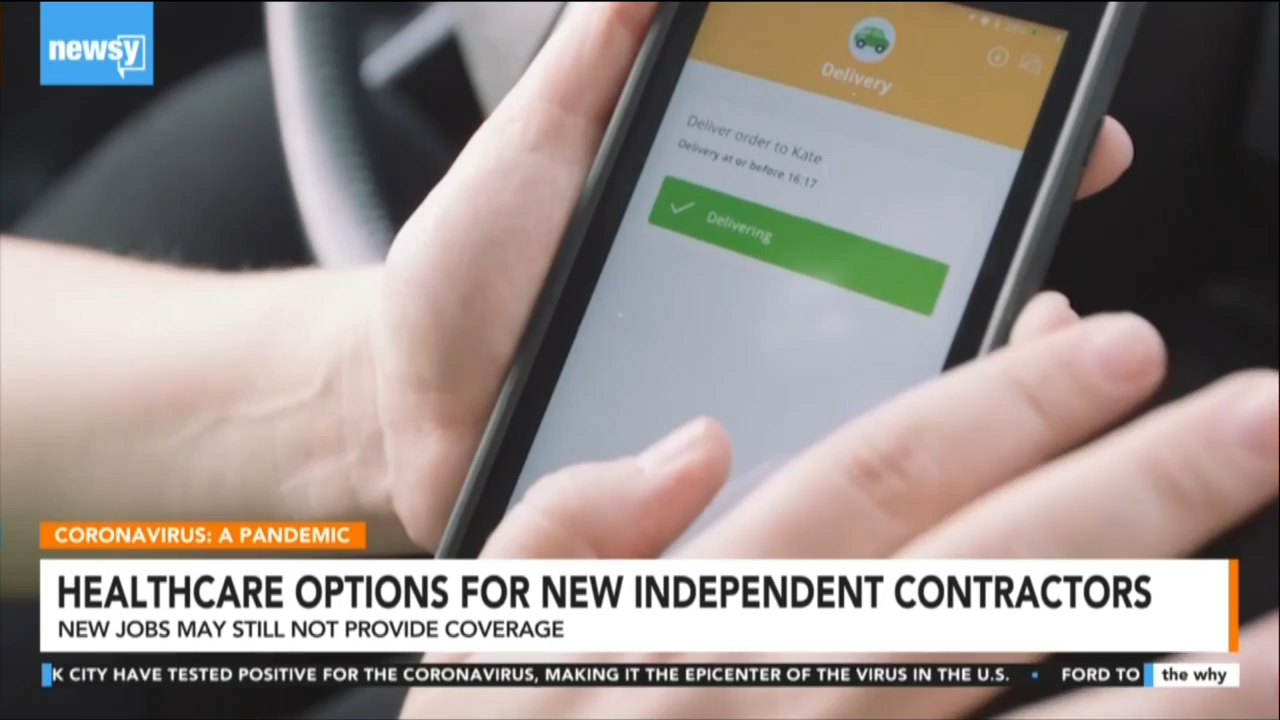 newsy
Delivery
Deliver order to Kate
Delivery at or before 16:17
Delivering
CORONAVIRUS: A PANDEMIC
HEALTHCARE OPTIONS FOR NEW INDEPENDENT CONTRACTORS
NEW JOBS MAY STILL NOT PROVIDE COVERAGE
K CITY HAVE TESTED POSITIVE FOR THE CORONAVIRUS, MAKING IT THE EPICENTER OF THE VIRUS IN THE U.S. • FORD TO
the why